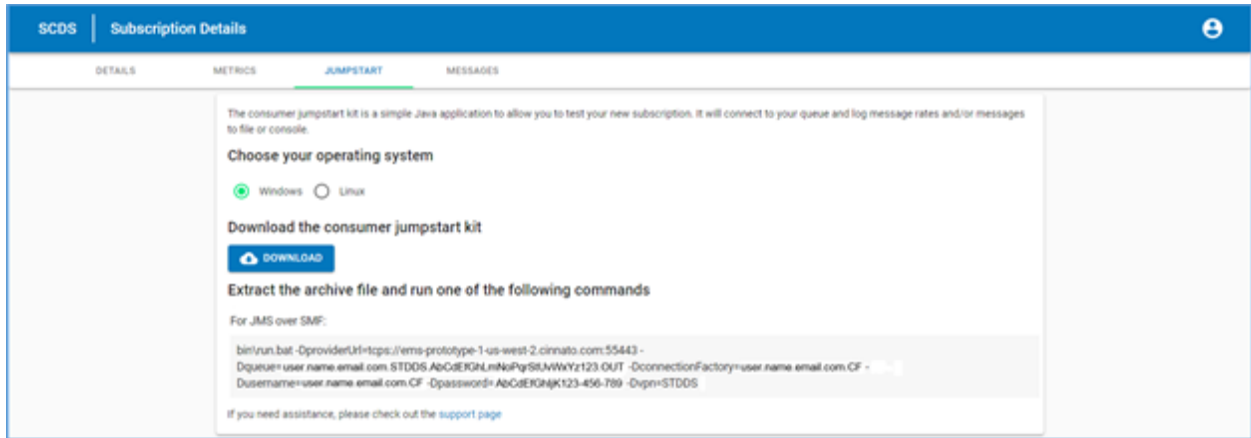 SCDS Subscription Details
DETAILS METRICS JUMPSTART MESSAGES
The consumer jumpstart kit is a simple Java application to allow you to test your new subscription. It will connect to your queue and log message rates and/or messages
to file or console.
Choose your operating system
Windows Linux
Download the consumer jumpstart kit
DOWNLOAD
Extract the archive file and run one of the following commands
For JMS over SMF:
bin\run.bat -DproviderUrl=tcps://ems-prototype-1-us-west-2.cinnato.com:55443 -
Dqueue=user.name.email.com.STDDS.AbCdEfGhLmNoPqrStUvWxYz123.OUT -DconnectionFactory=user.name.email.com.CF -
Dusername=user.name.email.com.CF -Dpassword=AbCdEfGhIjK123-456-789 -Dvpn=STDDS
If you need assistance, please check out the support page